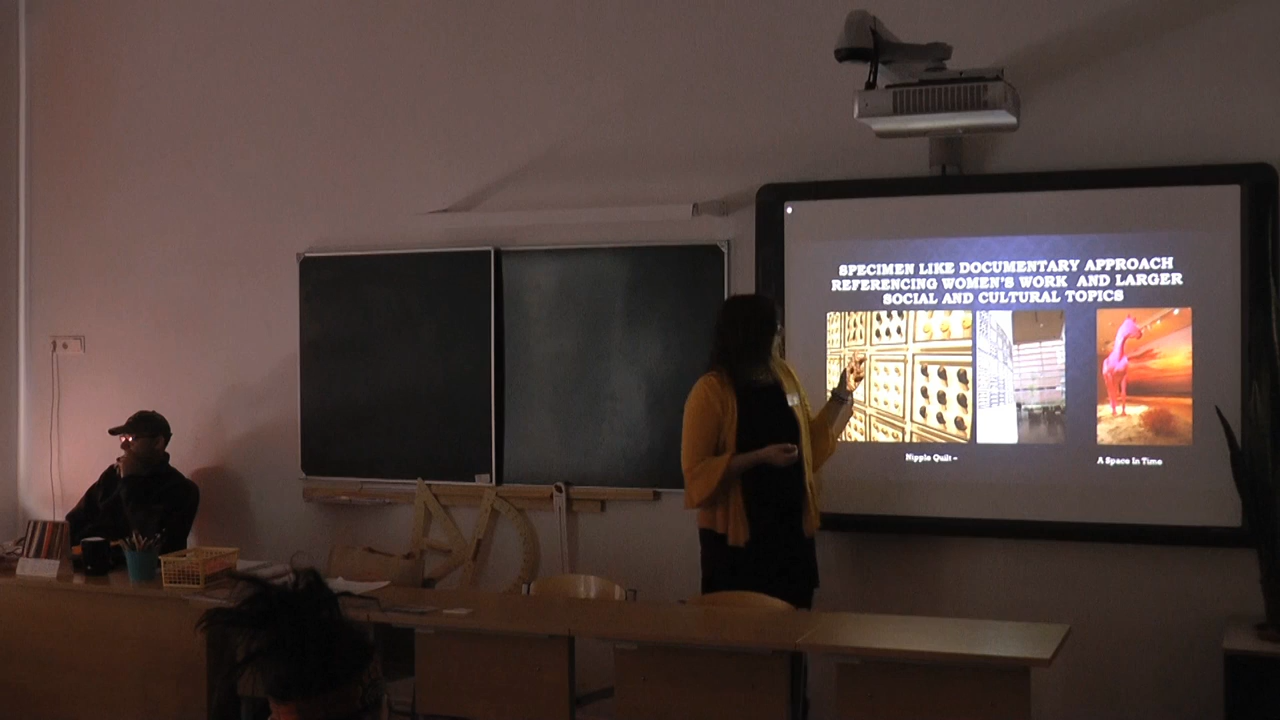 SPECIMEN LIKE DOCUMENTARY APPROACH
REFERENCING WOMEN'S WORK AND LARGER
SOCIAL AND CULTURAL TOPICS
Nipple Quilt –
A Space In Time